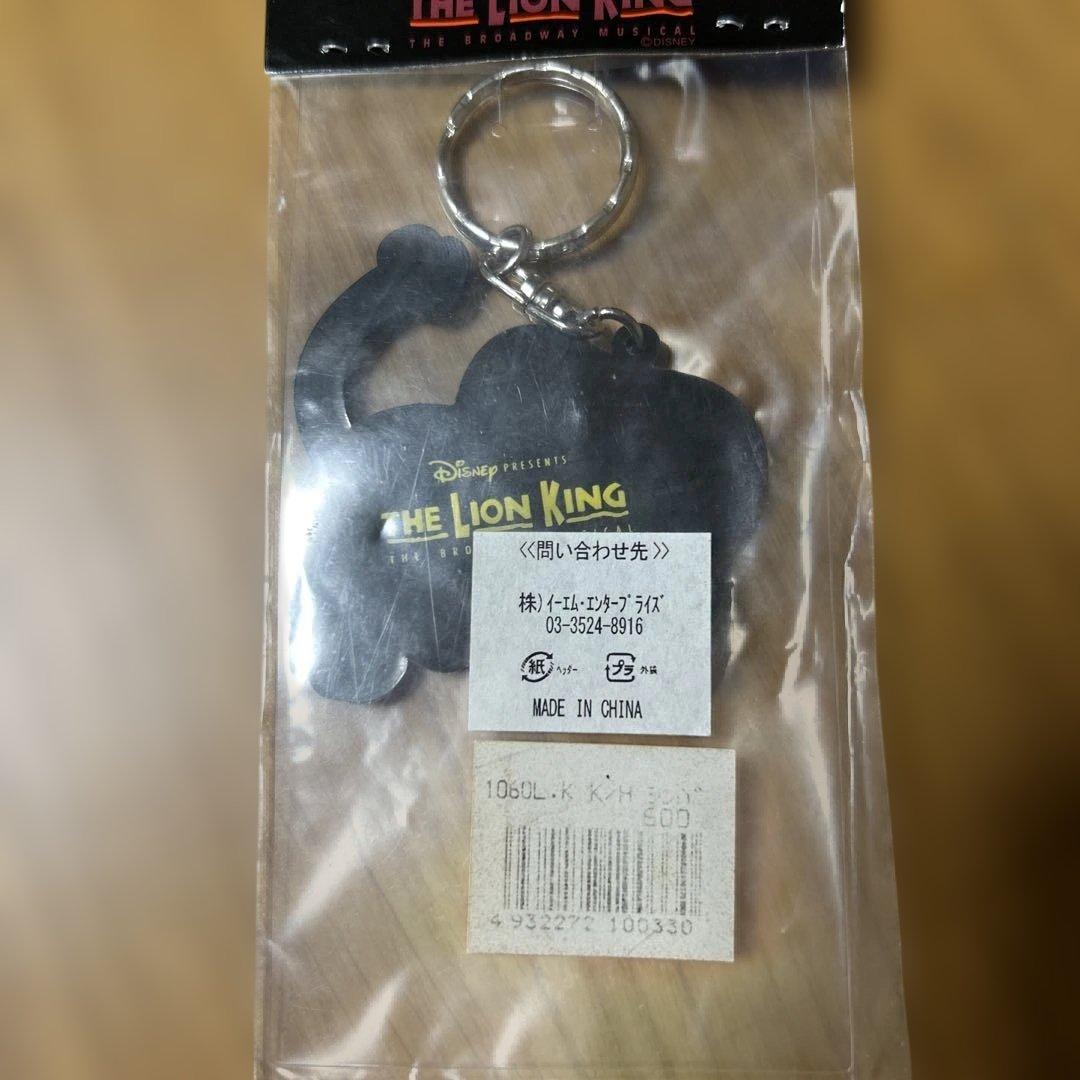 THE LION KING
THE BROADWAY MUSICAL
©DISNEY
Disney PRESENTS
THE LION KING
THE
<<問い合わせ先>>
株)ｲｰｴﾑ･ｴﾝﾀｰﾌﾟﾗｲｽﾞ
03-3524-8916
紙 ヘッダー プラ 外袋
MADE IN CHINA
1060L.K K/H
4 932272 100330